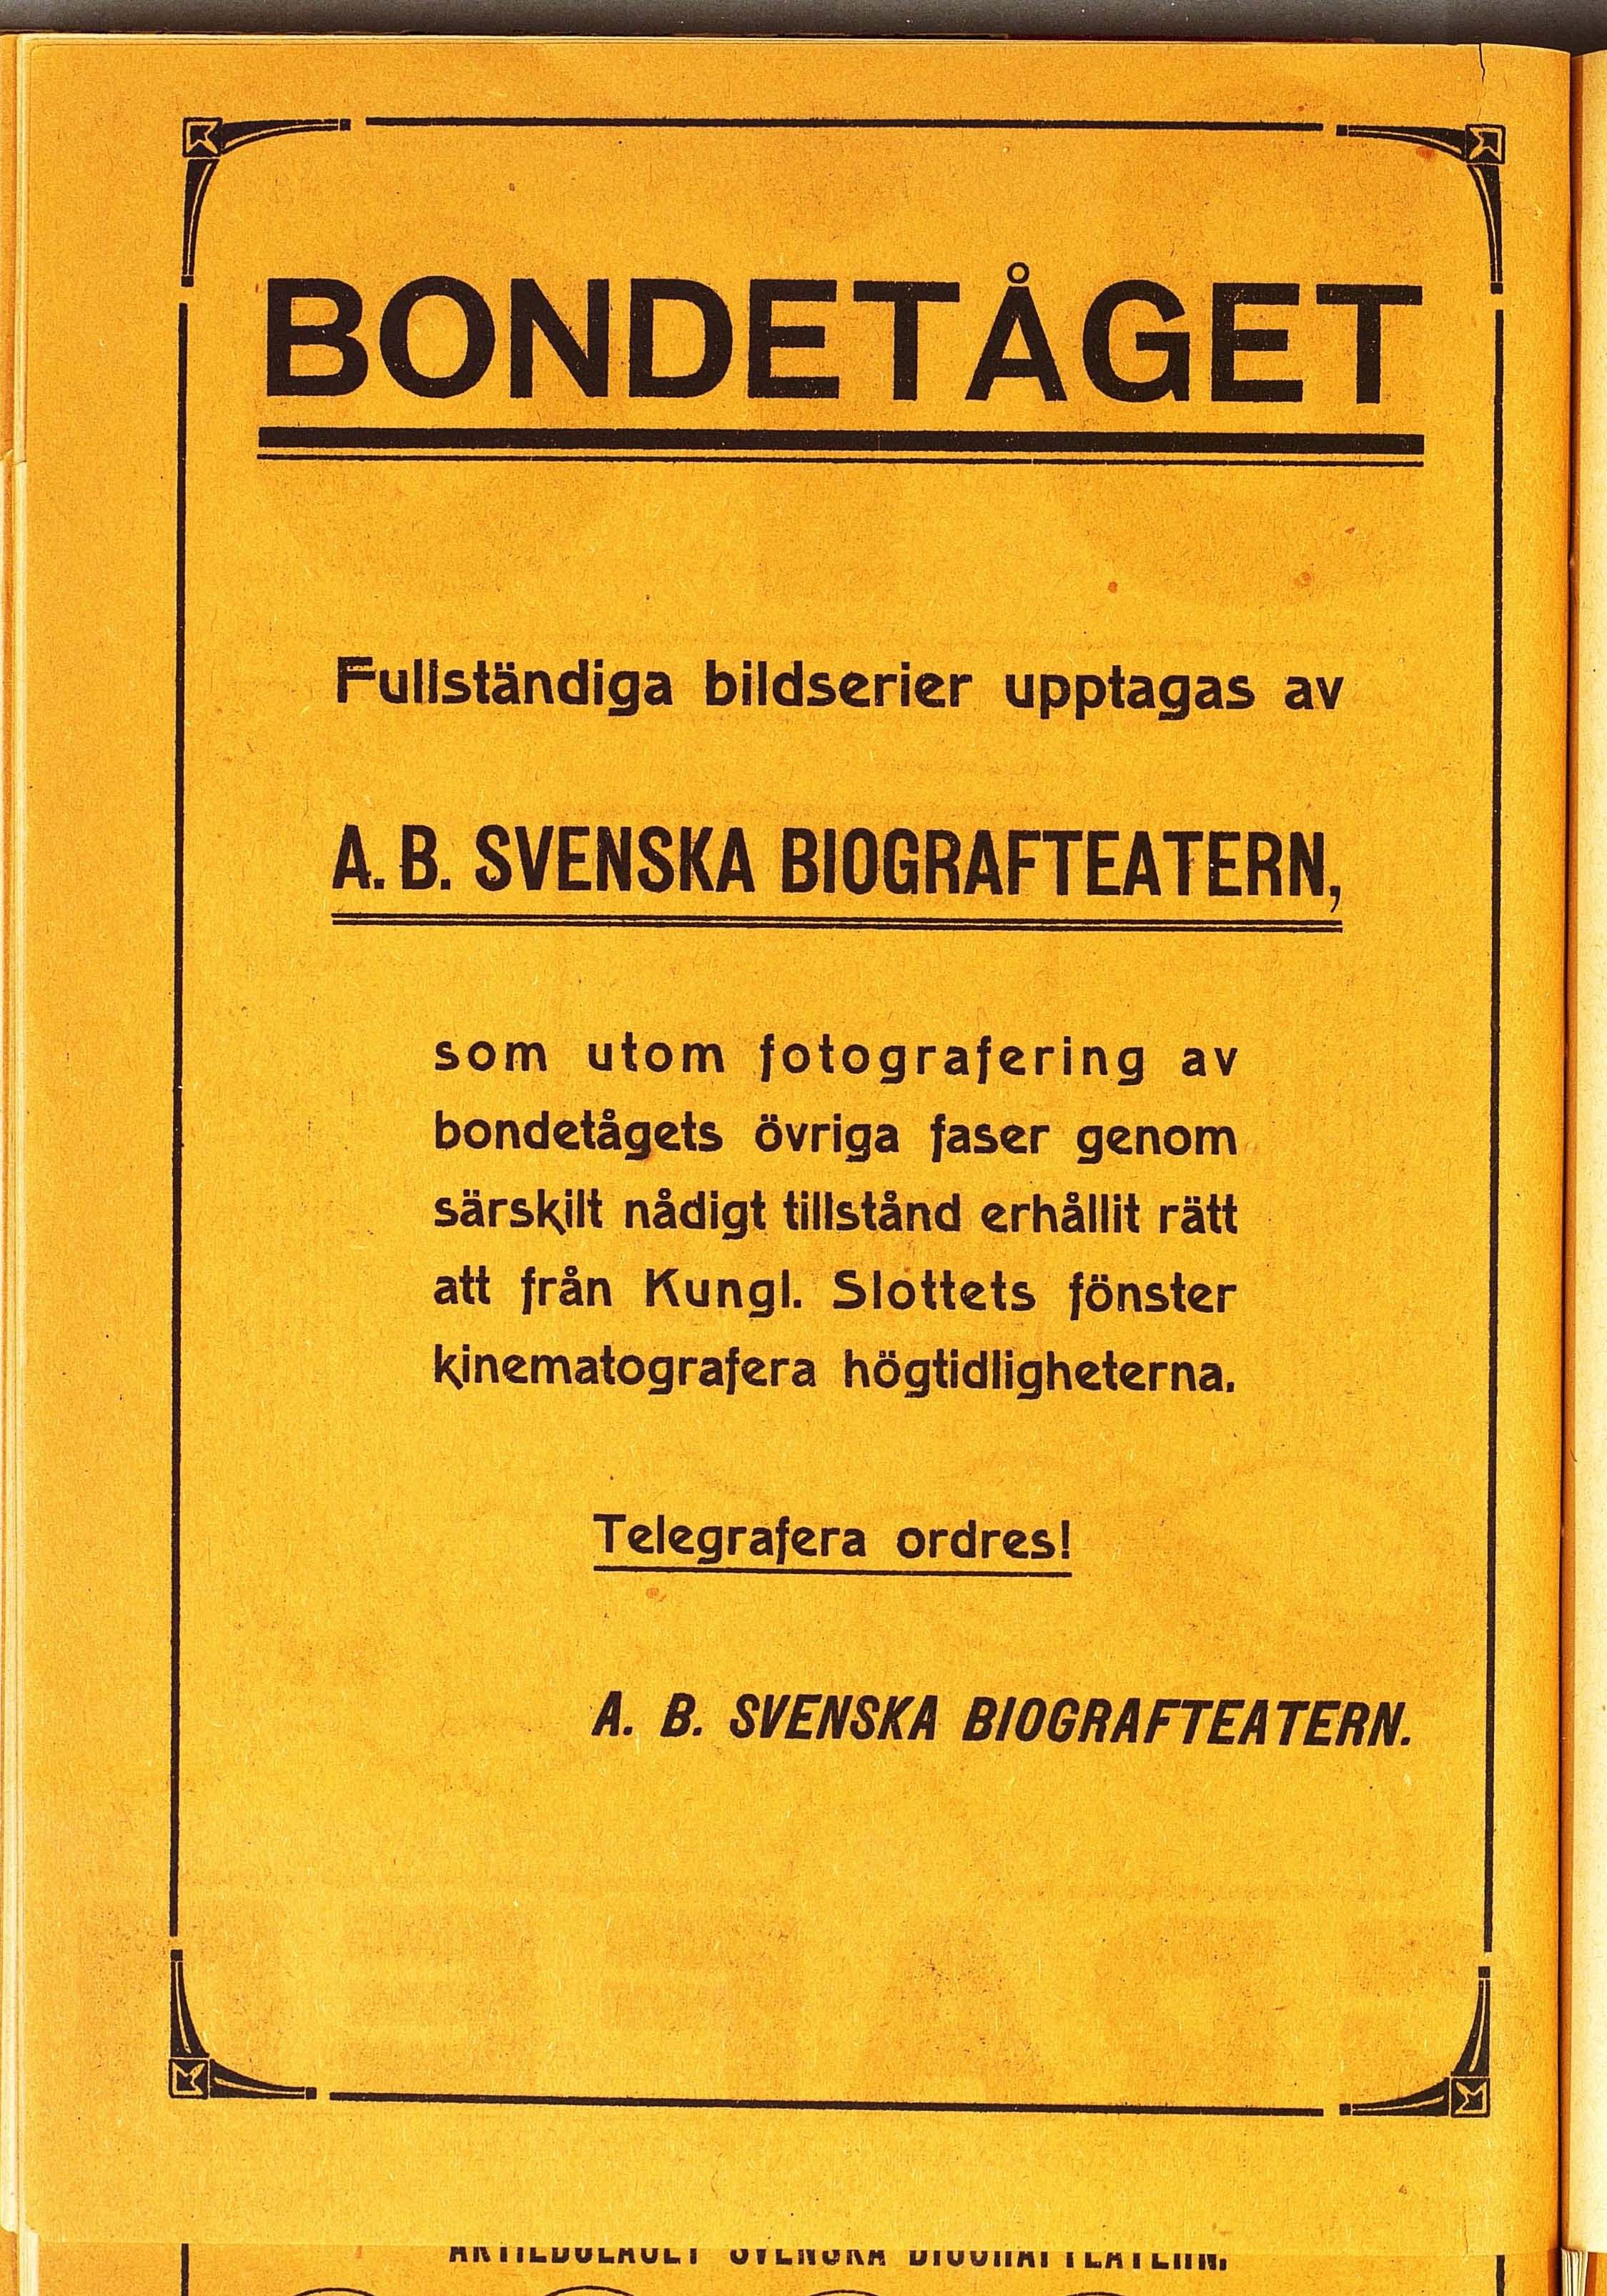 BONDETÅGET
Fullständiga bildserier upptagas av
A. B. SVENSKA BIOGRAFTEATERN,
som utom fotografering av
bondetågets övriga faser genom
särskilt nådigt tillstånd erhållit rätt
att från Kungl. Slottets fönster
kinematografera högtidligheterna.
Telegrafera ordres!
A. B. SVENSKA BIOGRAFTEATERN.